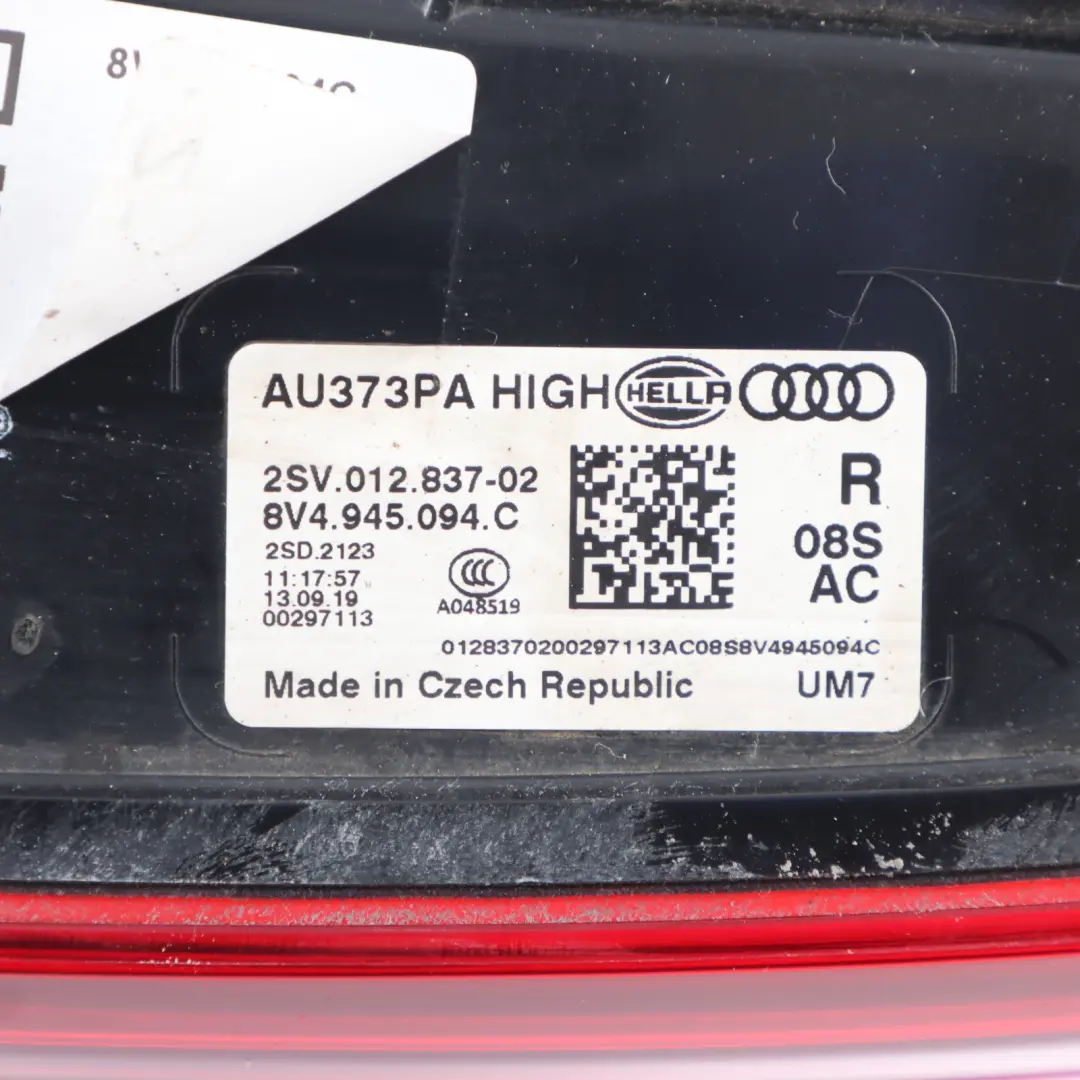 AU373PA HIGH HELLA
2SV.012.837-02
8V4.945.094.C
R
08S
AC
2SD.2123
11:17:57
13.09.19
00297113
CCC
A048519
0128370200297113AC08S8V4945094C
Made in Czech Republic UM7